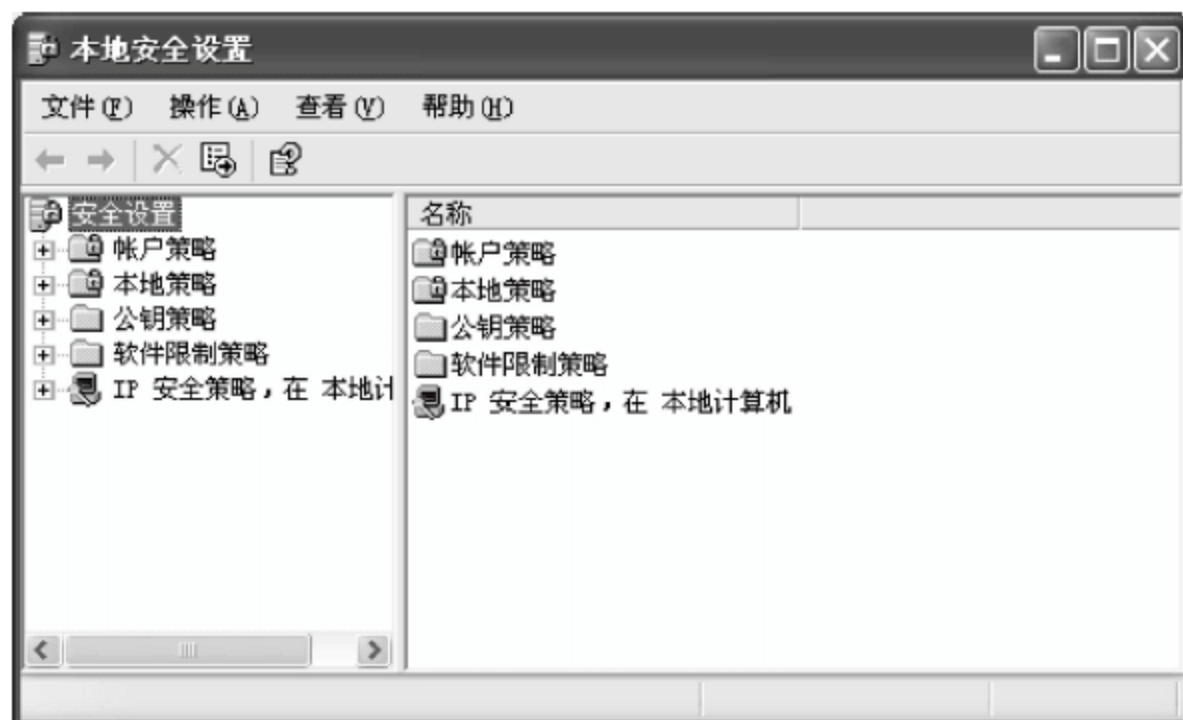 本地安全设置
文件(F) 操作(A) 查看(V) 帮助(H)
安全设置
帐户策略
本地策略
公钥策略
软件限制策略
IP 安全策略，在 本地计
名称
帐户策略
本地策略
公钥策略
软件限制策略
IP 安全策略，在 本地计算机